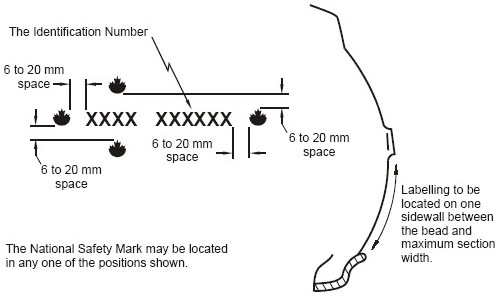 The Identification Number
6 to 20 mm
space
XXXX XXXXXX
6 to 20 mm
space
6 to 20 mm
space
6 to 20 mm
space
Labelling to be
located on one
sidewall between
the bead and
maximum section
width.
The National Safety Mark may be located
in any one of the positions shown.